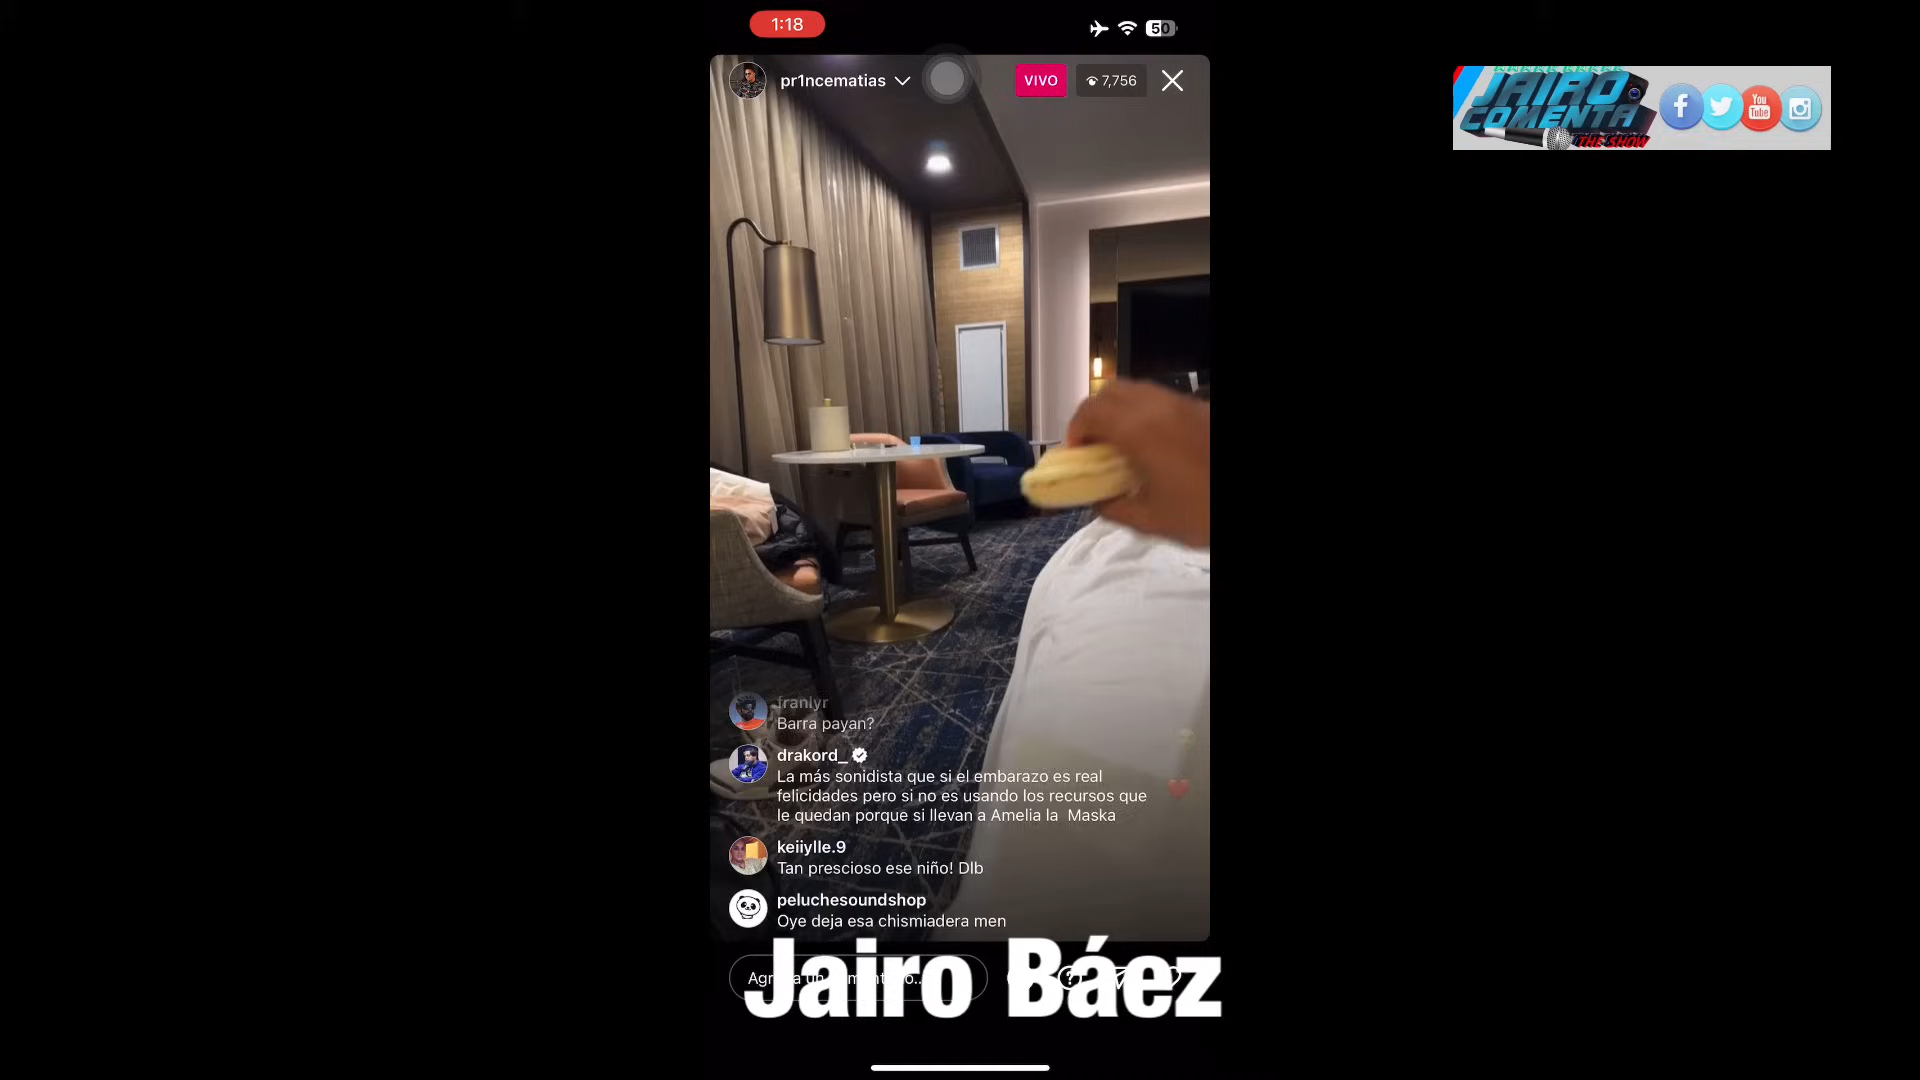 1:18
50
pr1ncematias
VIVO
7,756
JAIRO
COMENTA
THE SHOW
You
Tube
franlyr
Barra payan?
drakord_
La más sonidista que si el embarazo es real
felicidades pero si no es usando los recursos que
le quedan porque si llevan a Amelia la Maska
keiiylle.9
Tan prescioso ese niño! Dlb
peluchesoundshop
Oye deja esa chismiadera men
Jairo Báez